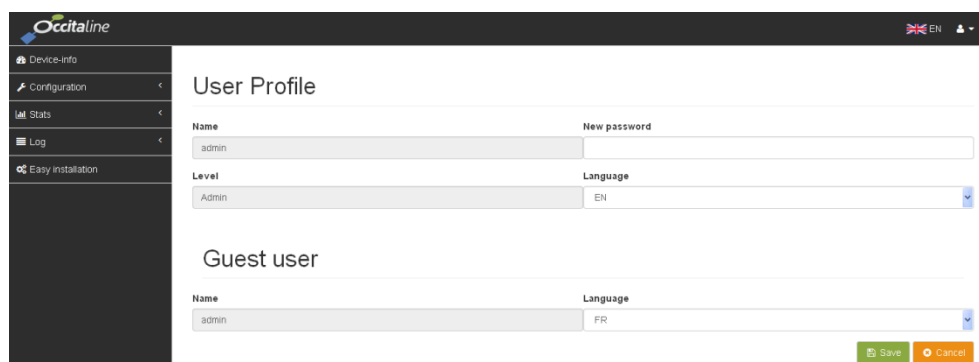 Occitaline
EN
Device-info
Configuration
Stats
Log
Easy installation
User Profile
Name
New password
admin
Level
Language
Admin
EN
Guest user
Name
Language
admin
FR
Save
Cancel